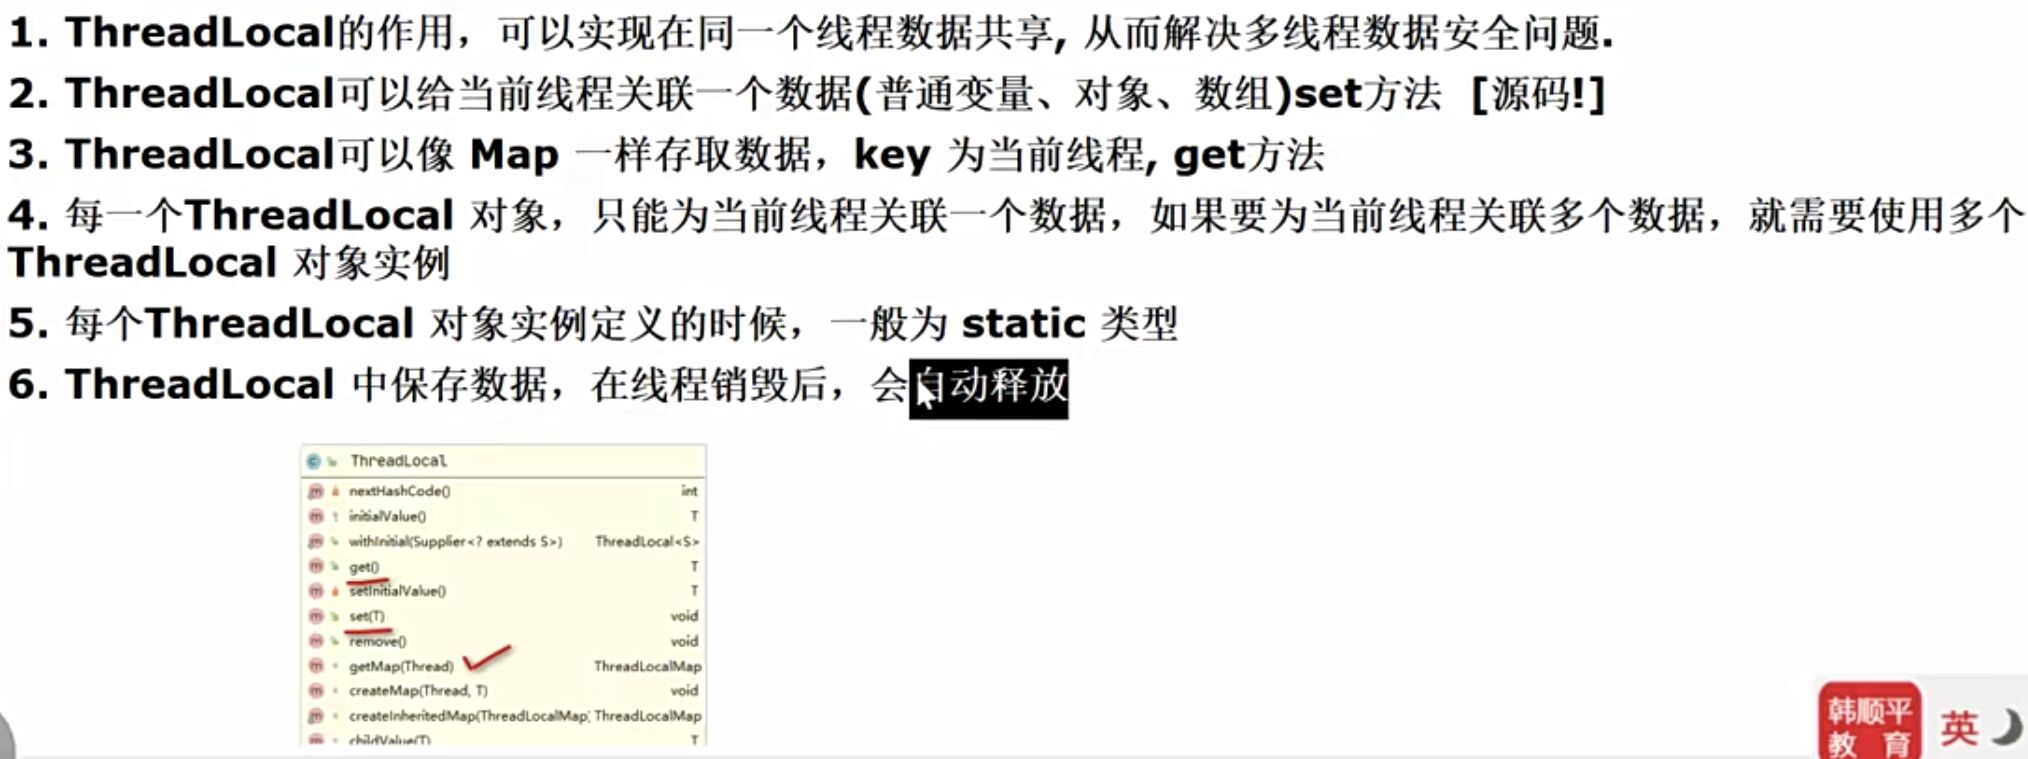 1. ThreadLocal的作用，可以实现在同一个线程数据共享, 从而解决多线程数据安全问题.
2. ThreadLocal可以给当前线程关联一个数据(普通变量、对象、数组)set方法 [源码!]
3. ThreadLocal可以像 Map 一样存取数据，key 为当前线程, get方法
4. 每一个ThreadLocal 对象，只能为当前线程关联一个数据，如果要为当前线程关联多个数据，就需要使用多个
ThreadLocal 对象实例
5. 每个ThreadLocal 对象实例定义的时候，一般为 static 类型
6. ThreadLocal 中保存数据，在线程销毁后，会自动释放
ThreadLocal
nextHashCode() int
initialValue() T
withInitial(Supplier<? extends S>) ThreadLocal<S>
get() T
setInitialValue() T
set(T) void
remove() void
getMap(Thread) ThreadLocalMap
createMap(Thread, T) void
createInheritedMap(ThreadLocalMap) ThreadLocalMap
childValue(T) T
韩顺平
教 育
英